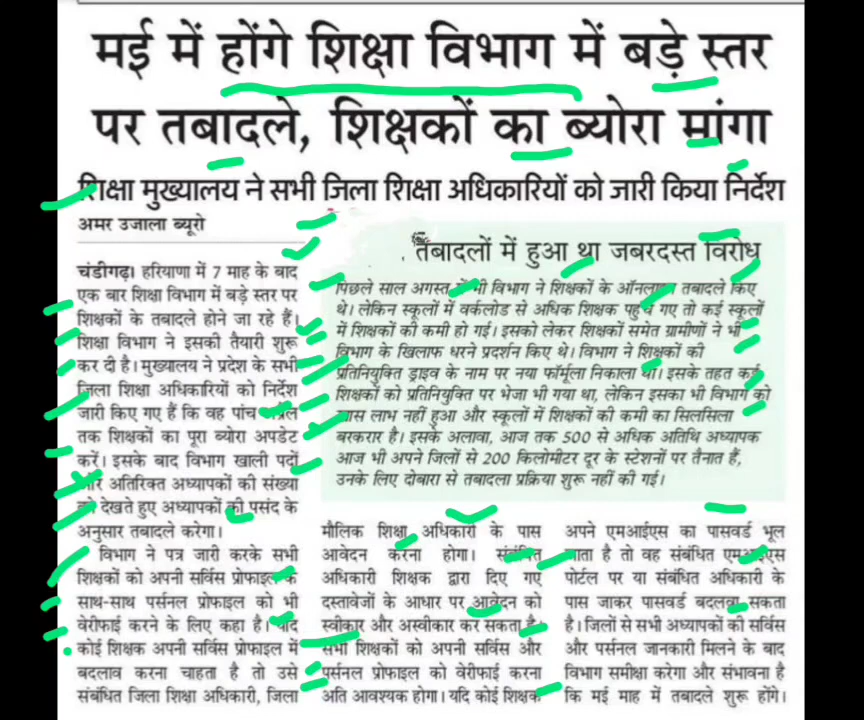 मई में होंगे शिक्षा विभाग में बड़े स्तर
पर तबादले, शिक्षकों का ब्योरा मांगा
शिक्षा मुख्यालय ने सभी जिला शिक्षा अधिकारियों को जारी किया निर्देश
अमर उजाला ब्यूरो
चंडीगढ़। हरियाणा में 7 माह के बाद
एक बार शिक्षा विभाग में बड़े स्तर पर
शिक्षकों के तबादले होने जा रहे हैं।
शिक्षा विभाग ने इसकी तैयारी शुरू
कर दी है। मुख्यालय ने प्रदेश के सभी
जिला शिक्षा अधिकारियों को निर्देश
जारी किए गए हैं कि वह पांच
तक शिक्षकों का पूरा ब्योरा अपडेट
करें। इसके बाद विभाग खाली पदों
और अतिरिक्त अध्यापकों की संख्या
को देखते हुए अध्यापकों की पसंद के
अनुसार तबादले करेगा।
विभाग ने पत्र जारी करके सभी
शिक्षकों को अपनी सर्विस प्रोफाइल के
साथ-साथ पर्सनल प्रोफाइल को भी
वेरीफाई करने के लिए कहा है। यदि
कोई शिक्षक अपनी सर्विस प्रोफाइल में
बदलाव करना चाहता है तो उसे
संबंधित जिला शिक्षा अधिकारी, जिला
तबादलों में हुआ था जबरदस्त विरोध
पिछले साल अगस्त में भी विभाग ने शिक्षकों के ऑनलाइन तबादले किए
थे। लेकिन स्कूलों में वर्कलोड से अधिक शिक्षक पहुंच गए तो कई स्कूलों
में शिक्षकों की कमी हो गई। इसको लेकर शिक्षकों समेत ग्रामीणों ने भी
विभाग के खिलाफ धरने प्रदर्शन किए थे। विभाग ने शिक्षकों की
प्रतिनियुक्ति ड्राइव के नाम पर नया फॉर्मूला निकाला था। इसके तहत कई
शिक्षकों को प्रतिनियुक्ति पर भेजा भी गया था, लेकिन इसका भी विभाग को
खास लाभ नहीं हुआ और स्कूलों में शिक्षकों की कमी का सिलसिला
बरकरार है। इसके अलावा, आज तक 500 से अधिक अतिथि अध्यापक
आज भी अपने जिलों से 200 किलोमीटर दूर के स्टेशनों पर तैनात हैं,
उनके लिए दोबारा से तबादला प्रक्रिया शुरू नहीं की गई।
मौलिक शिक्षा अधिकारी के पास
आवेदन करना होगा। संबंधित
अधिकारी शिक्षक द्वारा दिए गए
दस्तावेजों के आधार पर आवेदन को
स्वीकार और अस्वीकार कर सकता है।
सभी शिक्षकों को अपनी सर्विस और
पर्सनल प्रोफाइल को वेरीफाई करना
अति आवश्यक होगा। यदि कोई शिक्षक
अपने एमआईएस का पासवर्ड भूल
जाता है तो वह संबंधित एमआईएस
पोर्टल पर या संबंधित अधिकारी के
पास जाकर पासवर्ड बदलवा सकता
है। जिलों से सभी अध्यापकों की सर्विस
और पर्सनल जानकारी मिलने के बाद
विभाग समीक्षा करेगा और संभावना है
कि मई माह में तबादले शुरू होंगे।